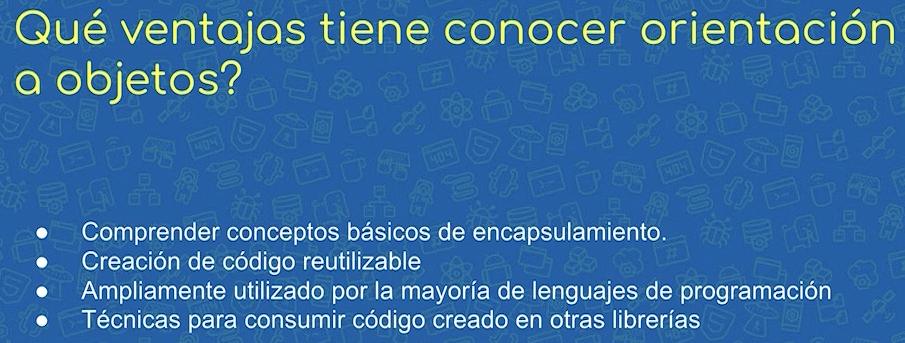 Qué ventajas tiene conocer orientación
a objetos?
● Comprender conceptos básicos de encapsulamiento.
● Creación de código reutilizable
● Ampliamente utilizado por la mayoría de lenguajes de programación
● Técnicas para consumir código creado en otras librerías